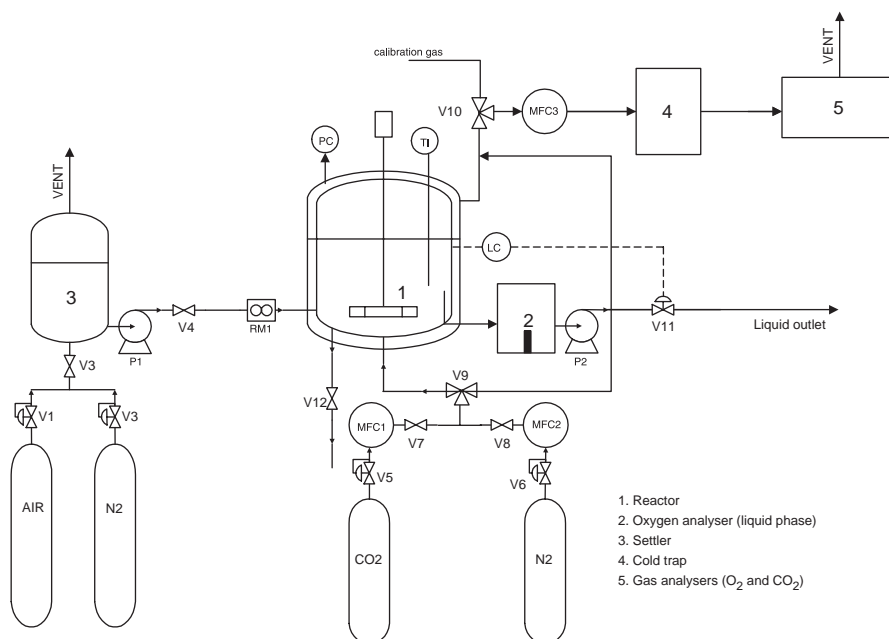 calibration gas
VENT
V10
MFC3
4
5
PC
TI
VENT
LC
3
1
2
V4
RM1
P1
P2
V11
Liquid outlet
V3
V9
V12
V1
V3
MFC1
V7
V8
MFC2
V5
V6
AIR
N2
CO2
N2
1. Reactor
2. Oxygen analyser (liquid phase)
3. Settler
4. Cold trap
5. Gas analysers (O2 and CO2)